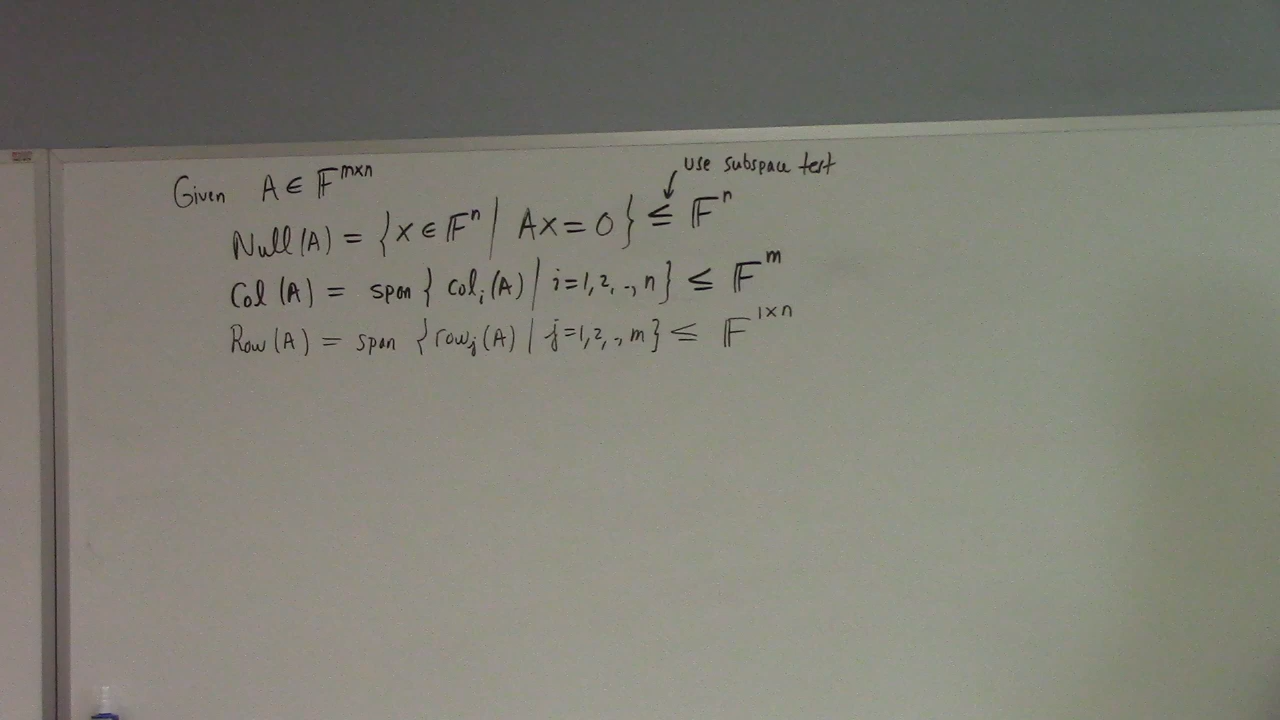 Given A ∈ 𝔽^{m×n}
use subspace test
Null(A) = {x ∈ 𝔽^n | Ax = 0} ≤ 𝔽^n
Col(A) = span{col_i(A) | i=1,2,..,n} ≤ 𝔽^m
Row(A) = span {row_j(A) | j=1,2,..,m} ≤ 𝔽^{1×n}